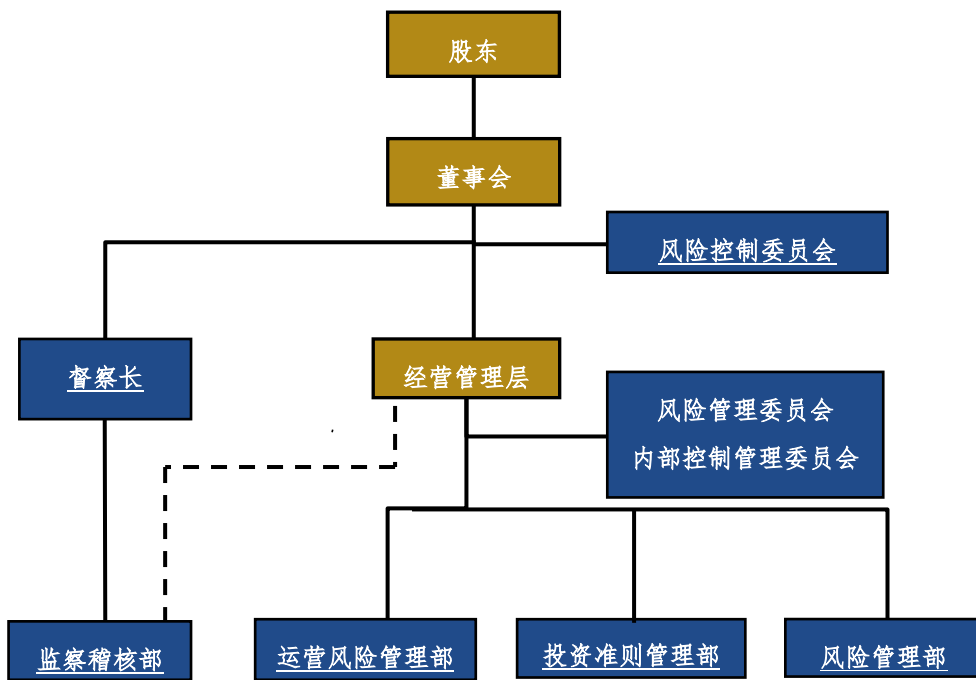 股东
董事会
风险控制委员会
督察长
经营管理层
风险管理委员会
内部控制管理委员会
监察稽核部
运营风险管理部
投资准则管理部
风险管理部